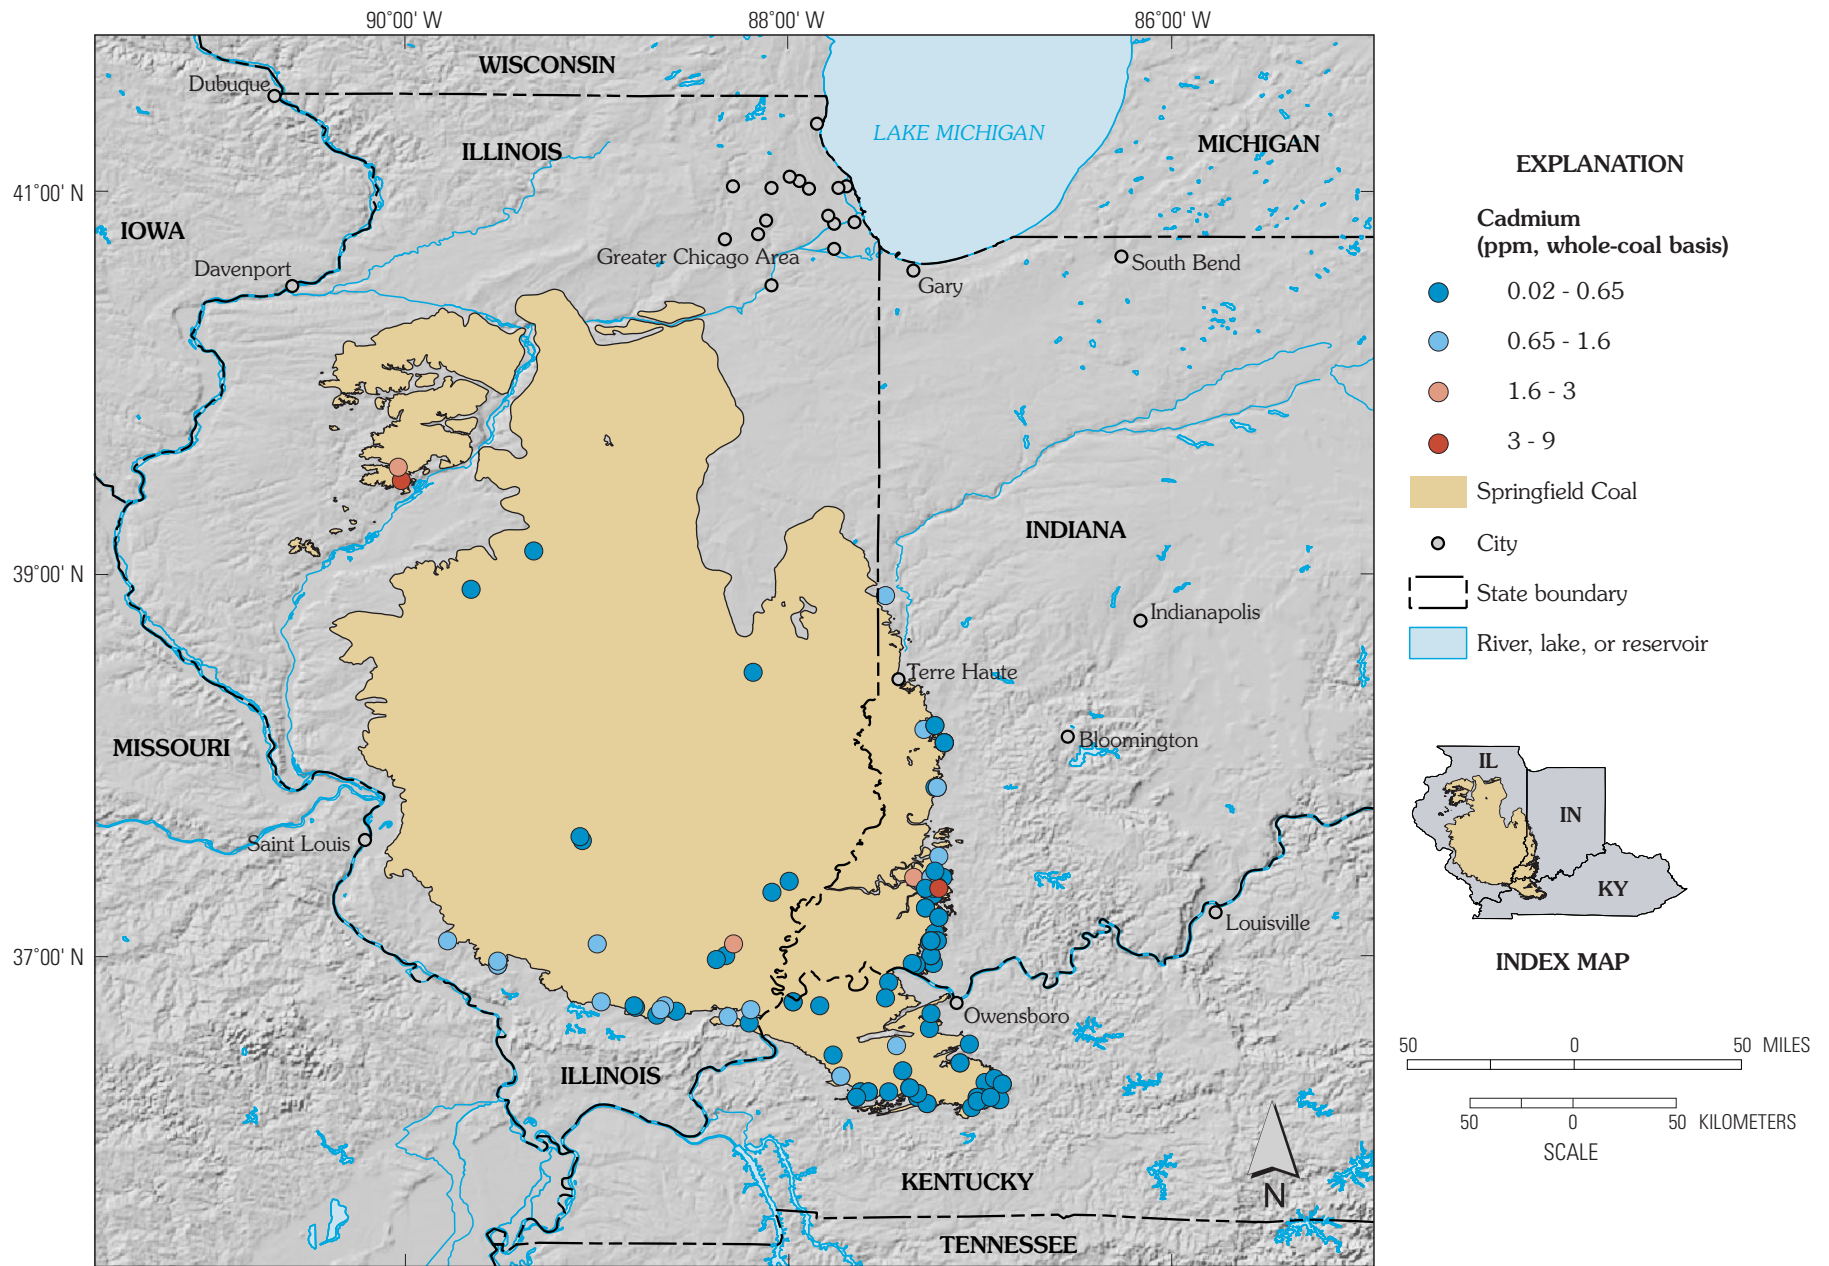 90°00' W
88°00' W
86°00' W
41°00' N
39°00' N
37°00' N
WISCONSIN
Dubuque
LAKE MICHIGAN
MICHIGAN
ILLINOIS
IOWA
Davenport
Greater Chicago Area
Gary
South Bend
INDIANA
Indianapolis
Terre Haute
Bloomington
MISSOURI
Saint Louis
Louisville
Owensboro
ILLINOIS
KENTUCKY
TENNESSEE
N
EXPLANATION
Cadmium
(ppm, whole-coal basis)
0.02 - 0.65
0.65 - 1.6
1.6 - 3
3 - 9
Springfield Coal
City
State boundary
River, lake, or reservoir
IL
IN
KY
INDEX MAP
50 0 50 MILES
50 0 50 KILOMETERS
SCALE